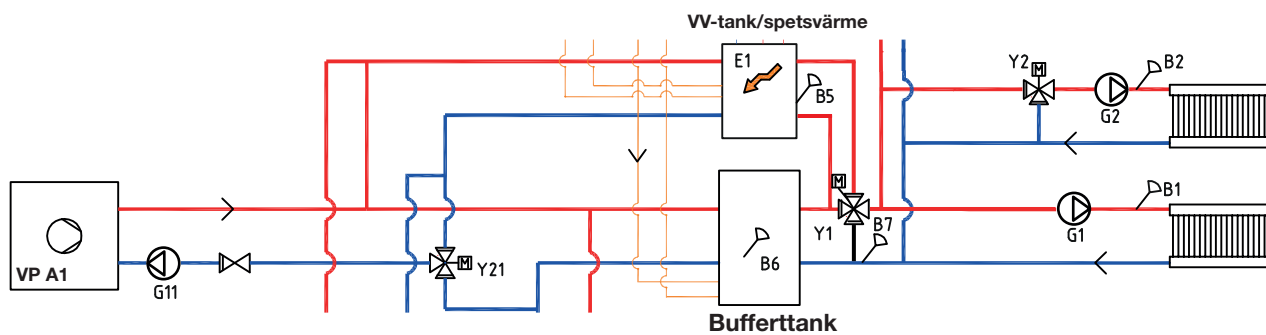 VV-tank/spetsvärme
E1
B5
Y2
M
B2
G2
M
Y1
B7
B1
G1
VP A1
G11
M
Y21
B6
Bufferttank